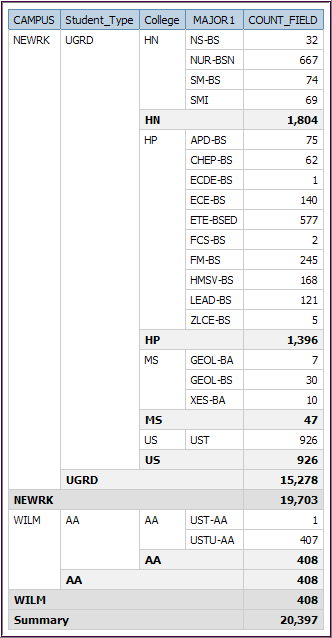 CAMPUS Student_Type College MAJOR1 COUNT_FIELD
NEWRK UGRD HN NS-BS 32
NUR-BSN 667
SM-BS 74
SMI 69
HN 1,804
HP APD-BS 75
CHEP-BS 62
ECDE-BS 1
ECE-BS 140
ETE-BSED 577
FCS-BS 2
FM-BS 245
HMSV-BS 168
LEAD-BS 121
ZLCE-BS 5
HP 1,396
MS GEOL-BA 7
GEOL-BS 30
XES-BA 10
MS 47
US UST 926
US 926
UGRD 15,278
NEWRK 19,703
WILM AA AA UST-AA 1
USTU-AA 407
AA 408
AA 408
WILM 408
Summary 20,397